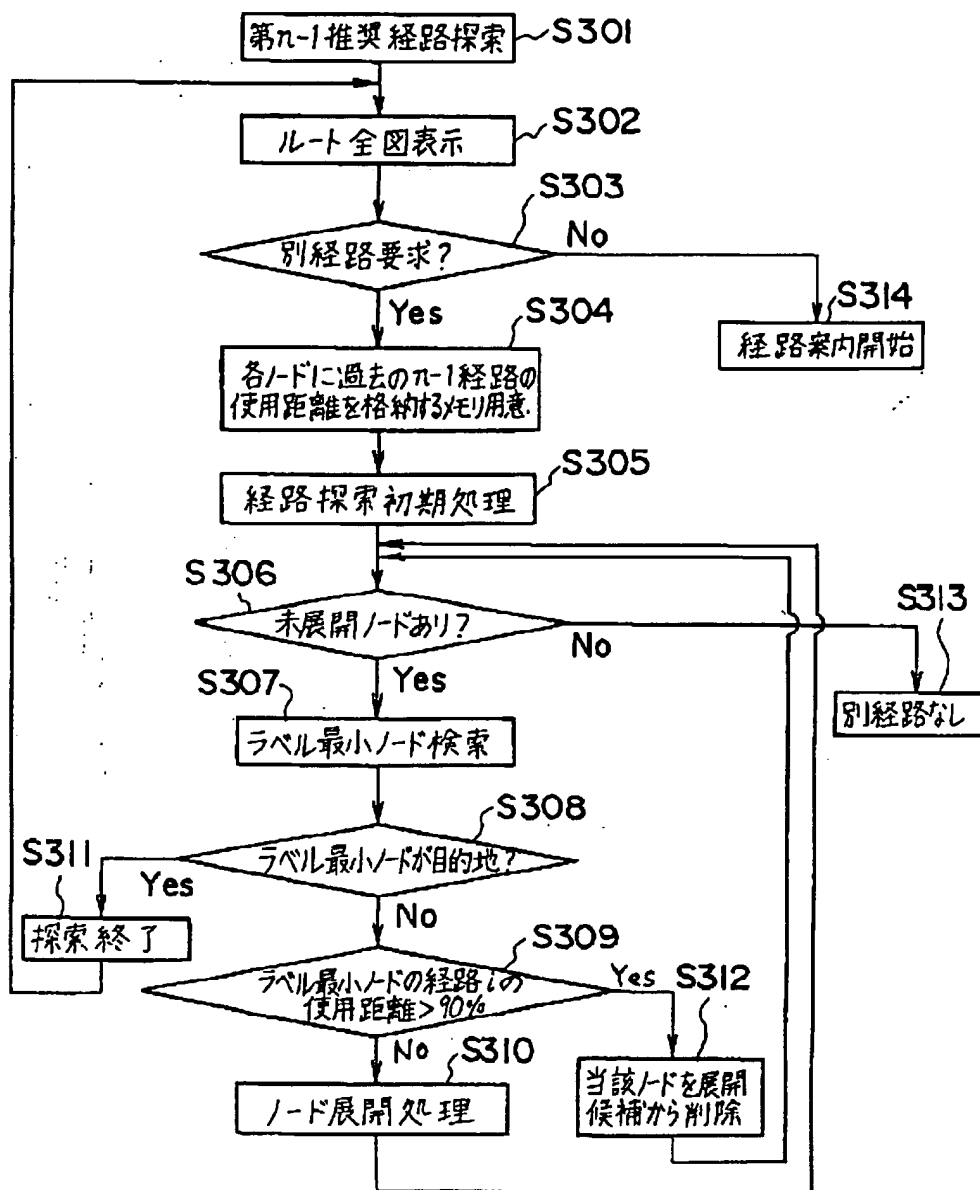 第n-1推奨経路探索
S301
ルート全図表示
S302
別経路要求?
S303
No
Yes
S314
経路案内開始
S304
各ノードに過去のn-1経路の
使用距離を格納するメモリ用意.
S305
経路探索初期処理
S306
未展開ノードあり?
No
Yes
S313
別経路なし
S307
ラベル最小ノード検索
S308
ラベル最小ノードが目的地?
S311
Yes
No
探索終了
S309
ラベル最小ノードの経路iの
使用距離>90%
Yes
S312
No
S310
ノード展開処理
当該ノードを展開
候補から削除